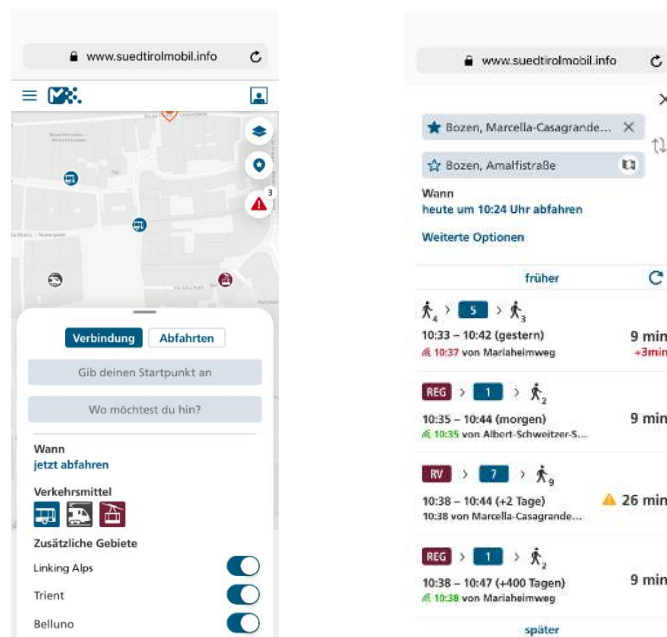 www.suedtirolmobil.info
3
Verbindung
Abfahrten
Gib deinen Startpunkt an
Wo möchtest du hin?
Wann
jetzt abfahren
Verkehrsmittel
Zusätzliche Gebiete
Linking Alps
Trient
Belluno
www.suedtirolmobil.info
Bozen, Marcella-Casagrande...
Bozen, Amalfistraße
Wann
heute um 10:24 Uhr abfahren
Weiterte Optionen
früher
4 > 5 > 3
10:33 – 10:42 (gestern) 9 min
10:37 von Mariaheimweg +3min
REG > 1 > 2
10:35 – 10:44 (morgen) 9 min
10:35 von Albert-Schweitzer-S...
RV > 7 > 9
10:38 – 10:44 (+2 Tage) 26 min
10:38 von Marcella-Casagrande...
REG > 1 > 2
10:38 – 10:47 (+400 Tagen) 9 min
10:38 von Mariaheimweg
später